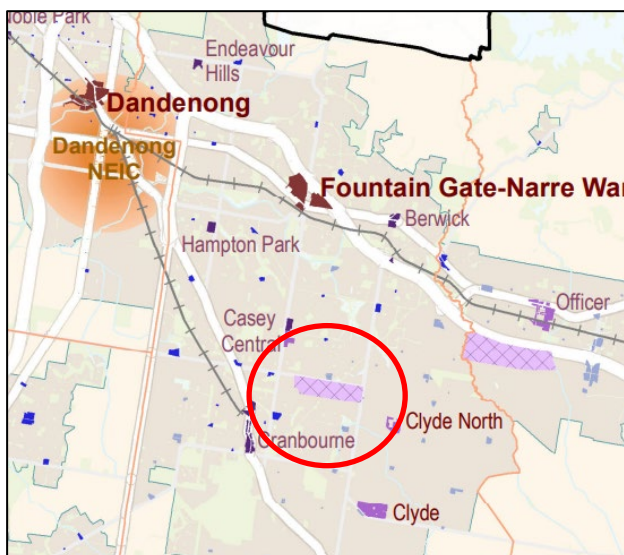 Noble Park
Endeavour
Hills
Dandenong
Dandenong
NEIC
Fountain Gate-Narre War
Berwick
Hampton Park
Officer
Casey
Central
Cranbourne
Clyde North
Clyde